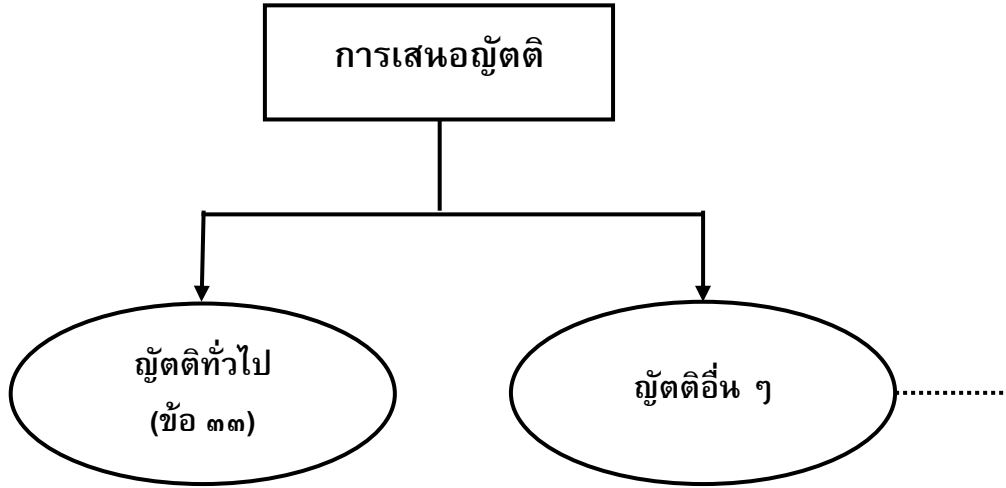 การเสนอญัตติ
ญัตติทั่วไป
(ข้อ ๓๓)
ญัตติอื่น ๆ